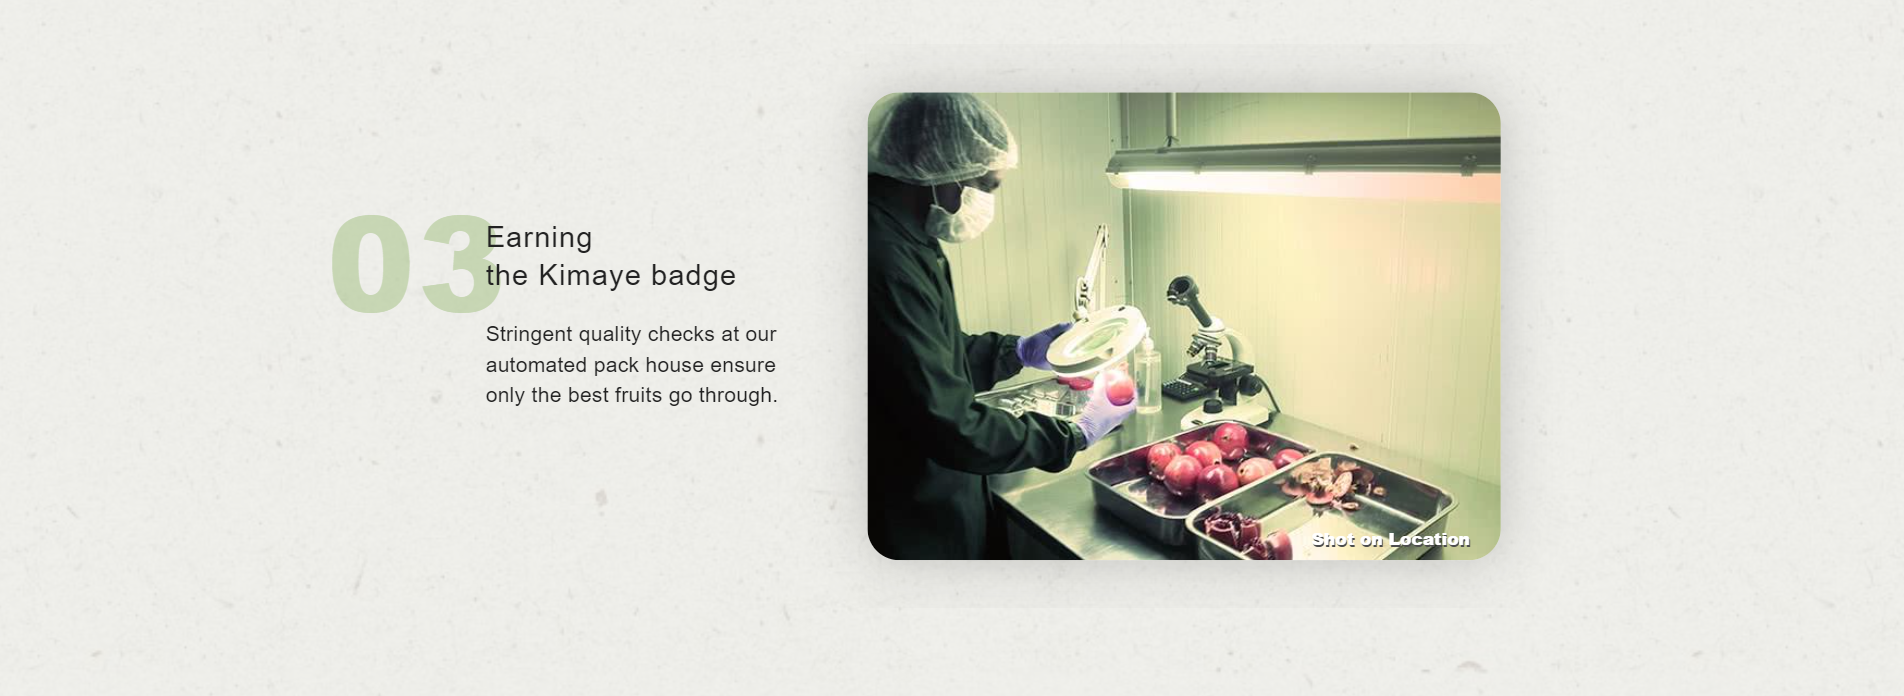 03
Earning
the Kimaye badge
Stringent quality checks at our
automated pack house ensure
only the best fruits go through.
Shot on Location